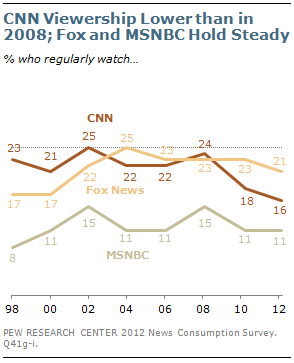 CNN Viewership Lower than in
2008; Fox and MSNBC Hold Steady
% who regularly watch…
CNN
23 21 25 22 22 24 18 16
17 17 22 25 23 23 23 21
Fox News
8 11 15 11 11 15 11 11
MSNBC
98 00 02 04 06 08 10 12
PEW RESEARCH CENTER 2012 News Consumption Survey.
Q41g-i.